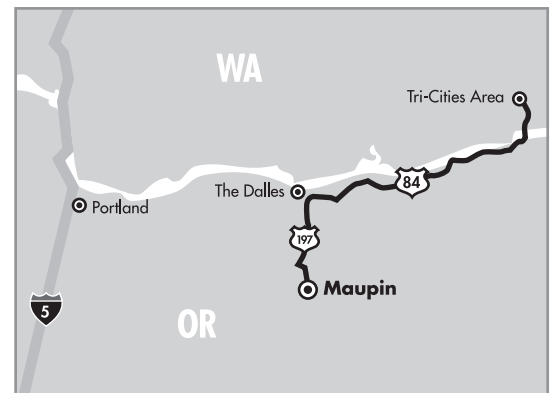 WA
Tri-Cities Area
The Dalles
84
Portland
197
Maupin
5
OR